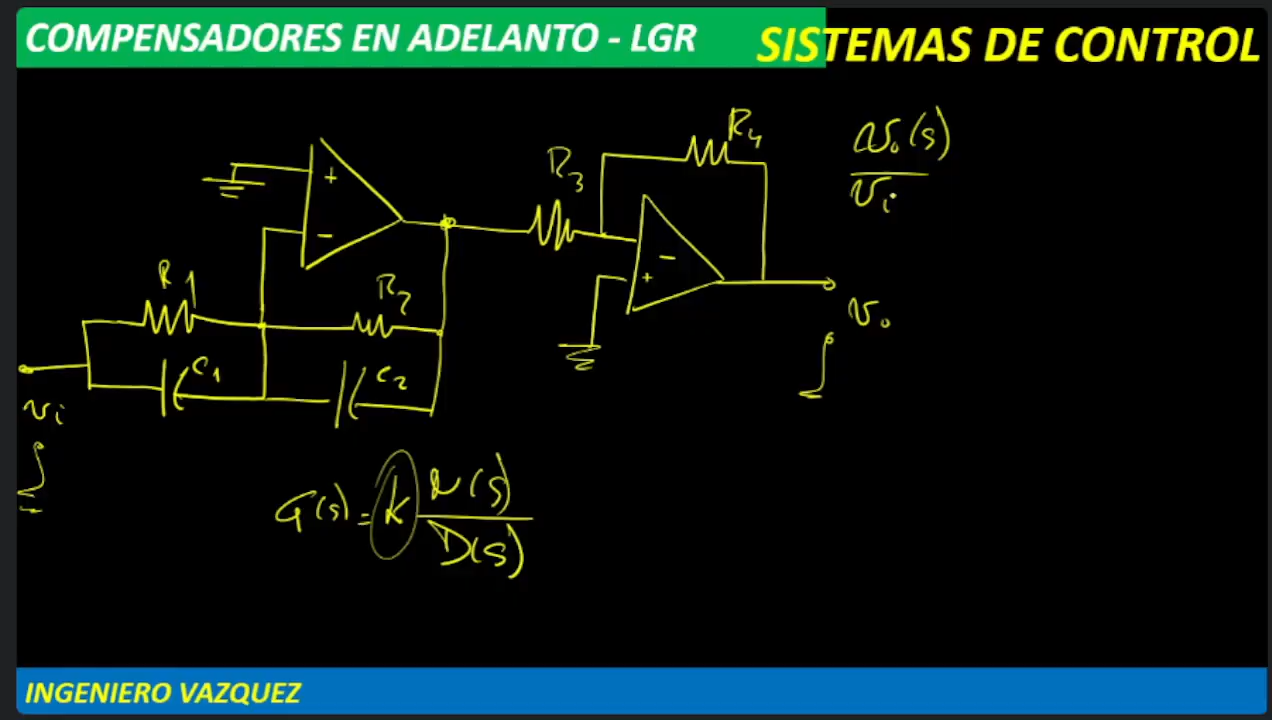 COMPENSADORES EN ADELANTO - LGR
SISTEMAS DE CONTROL
R4
R3
Vo(s)
Vi
+
-
-
+
R1
R2
C1
C2
vi
vo
G(s) = K N(s)
D(s)
INGENIERO VAZQUEZ